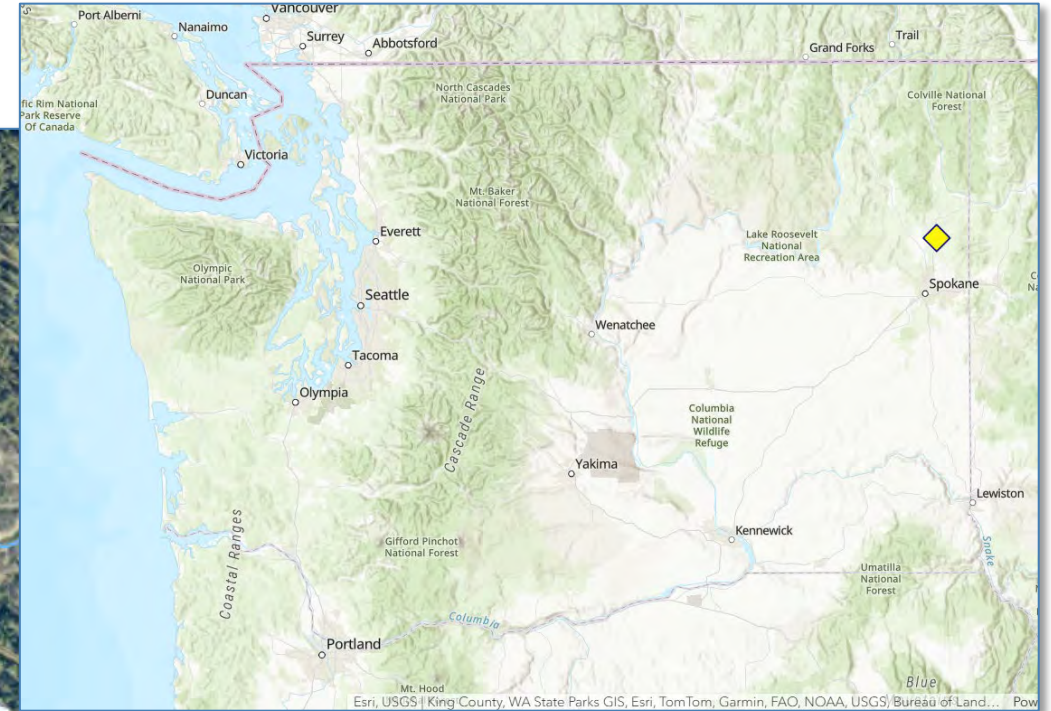 Vancouver
Port Alberni
Nanaimo
Surrey
Abbotsford
Trail
Grand Forks
Duncan
North Cascades
National Park
Colville National
Forest
fic Rim National
Park Reserve
Of Canada
Victoria
Mt. Baker
National Forest
Everett
Lake Roosevelt
National
Recreation Area
Olympic
National Park
Seattle
Spokane
Wenatchee
Tacoma
Olympia
Cascade Range
Columbia
National
Wildlife
Refuge
Yakima
Lewiston
Kennewick
Coastal Ranges
Gifford Pinchot
National Forest
Snake
Umatilla
National
Forest
Columbia
Portland
Blue
Mt. Hood
Esri, USGS | King County, WA State Parks GIS, Esri, TomTom, Garmin, FAO, NOAA, USGS, Bureau of Land... Pow